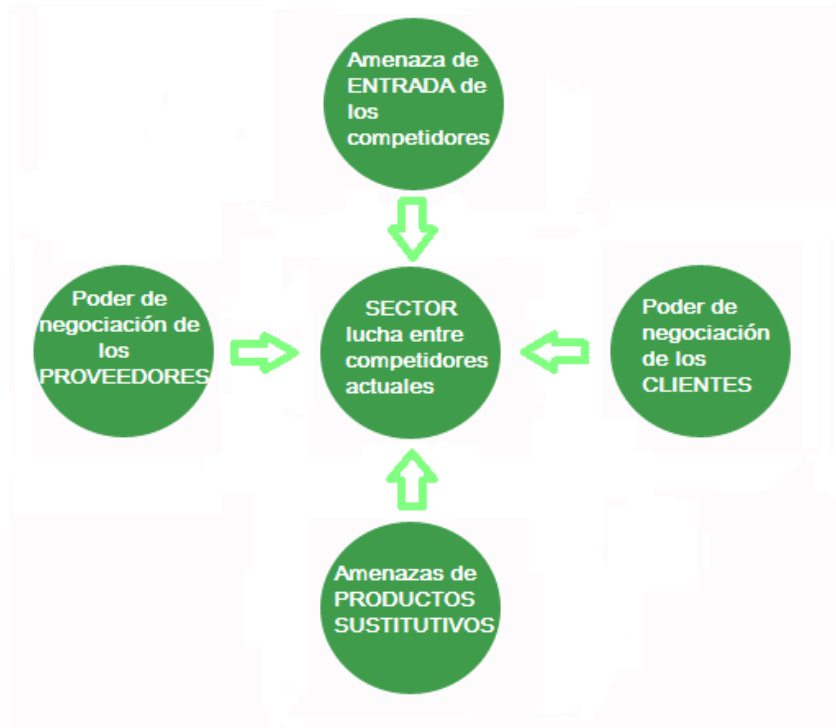 Amenaza de
ENTRADA de
los
competidores
Poder de
negociación de
los
PROVEEDORES
SECTOR
lucha entre
competidores
actuales
Poder de
negociación
de los
CLIENTES
Amenazas de
PRODUCTOS
SUSTITUTIVOS